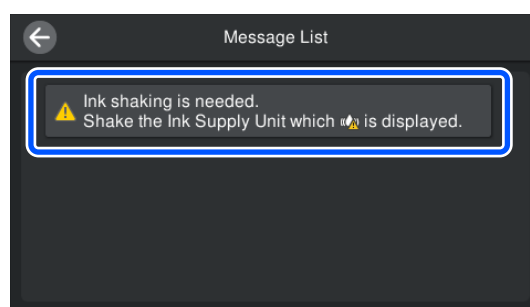 Message List
Ink shaking is needed.
Shake the Ink Supply Unit which is displayed.